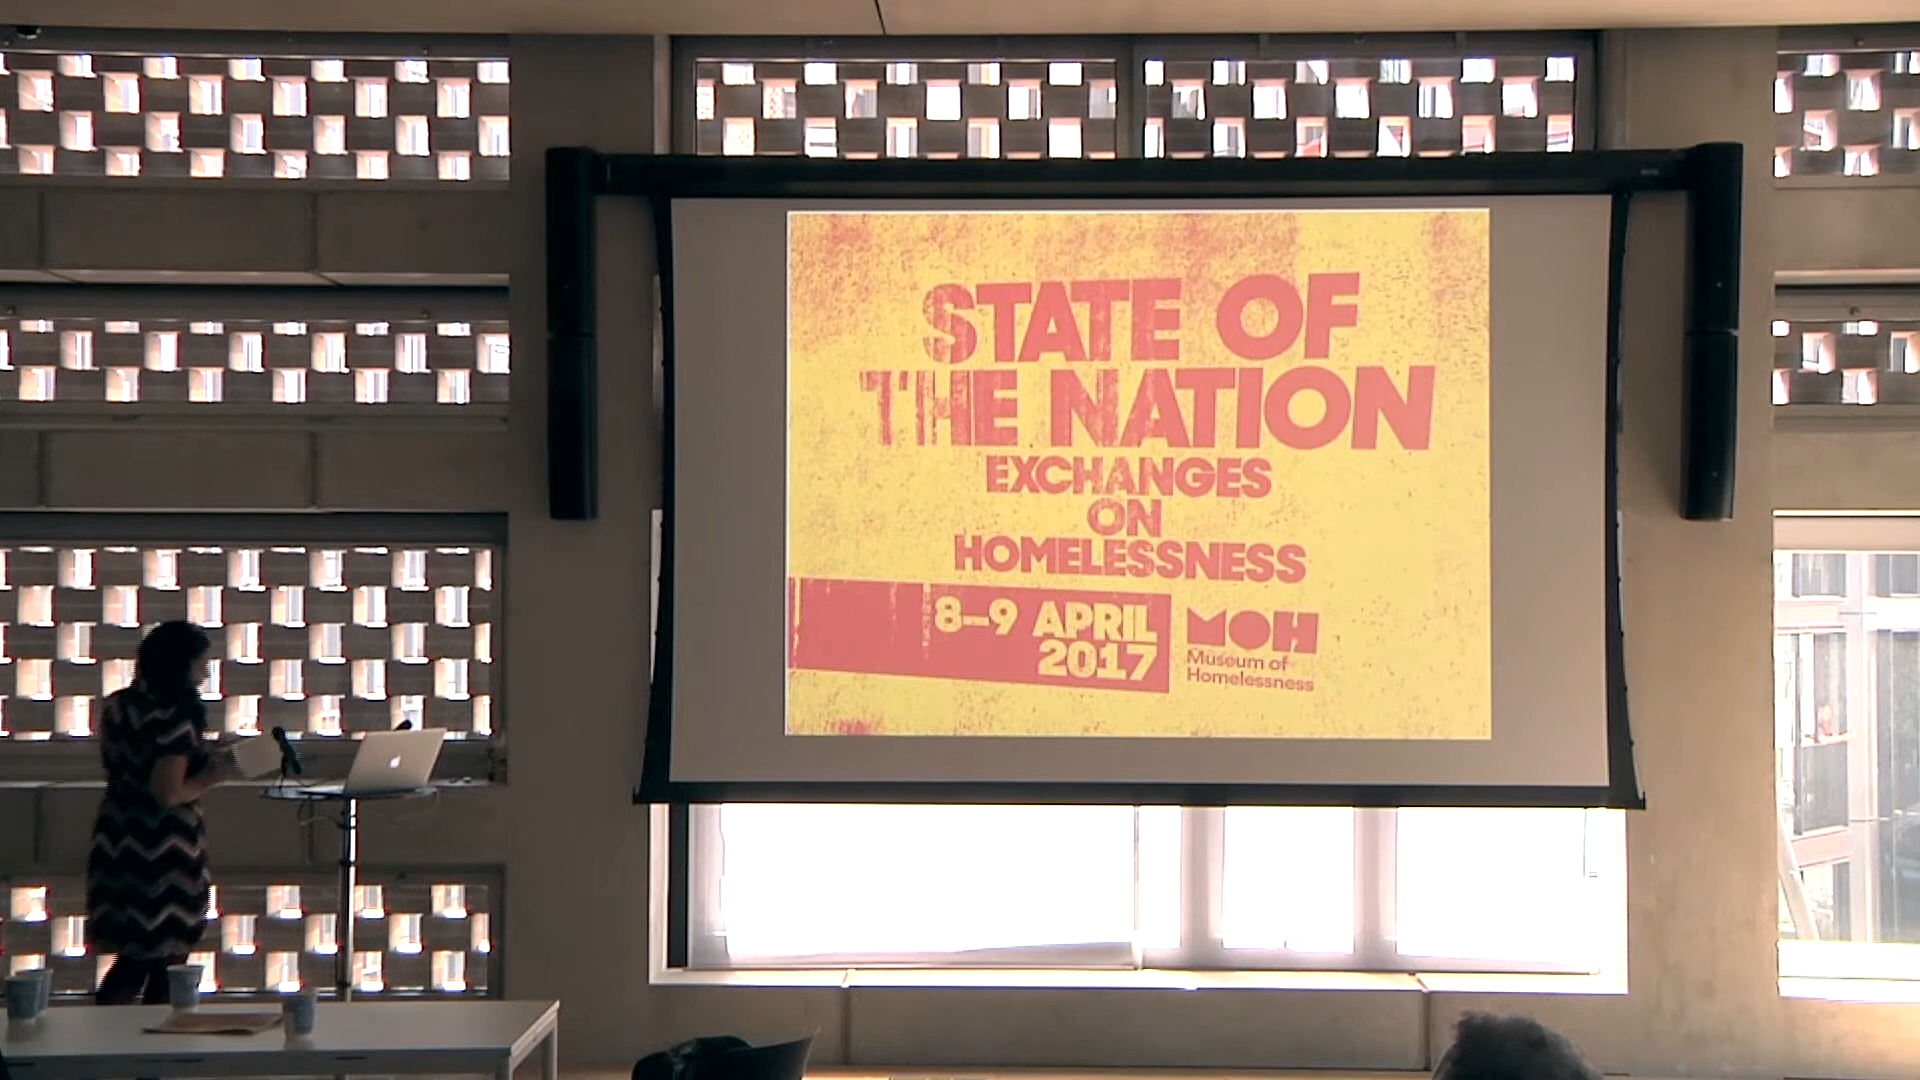 STATE OF
THE NATION
EXCHANGES
ON
HOMELESSNESS
8–9 APRIL
2017
MOH
Museum of
Homelessness